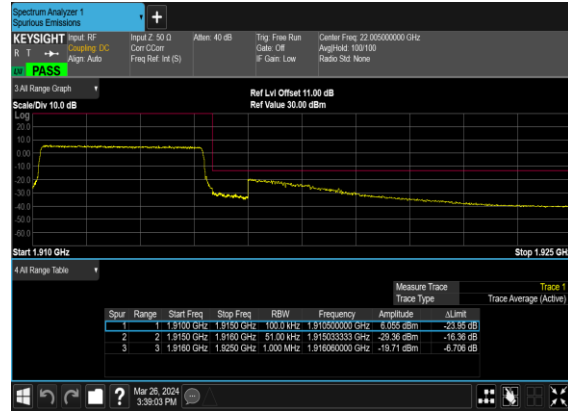 Spectrum Analyzer 1
Spurious Emissions
KEYSIGHT Input: RF Input Z: 50 Ω Atten: 40 dB Trig: Free Run Center Freq: 22.005000000 GHz
R T Coupling: DC Corr CCorr Gate: Off Avg|Hold: 100/100
Align: Auto Freq Ref: Int (S) IF Gain: Low Radio Std: None
PASS
3 All Range Graph
Ref Lvl Offset 11.00 dB
Scale/Div 10.0 dB Ref Value 30.00 dBm
Log
20.0
10.0
0.00
-10.0
-20.0
-30.0
-40.0
-50.0
-60.0
Start 1.910 GHz Stop 1.925 GH
4 All Range Table
Measure Trace Trace 1
Trace Type Trace Average (Active)
Spur Range Start Freq Stop Freq RBW Frequency Amplitude ΔLimit
1 1 1.9100 GHz 1.9150 GHz 100.0 kHz 1.910500000 GHz 6.055 dBm -23.95 dB
2 2 1.9150 GHz 1.9160 GHz 51.00 kHz 1.915033333 GHz -29.36 dBm -16.36 dB
3 3 1.9160 GHz 1.9250 GHz 1.000 MHz 1.916060000 GHz -19.71 dBm -6.706 dB
? Mar 26, 2024
3:39:03 PM